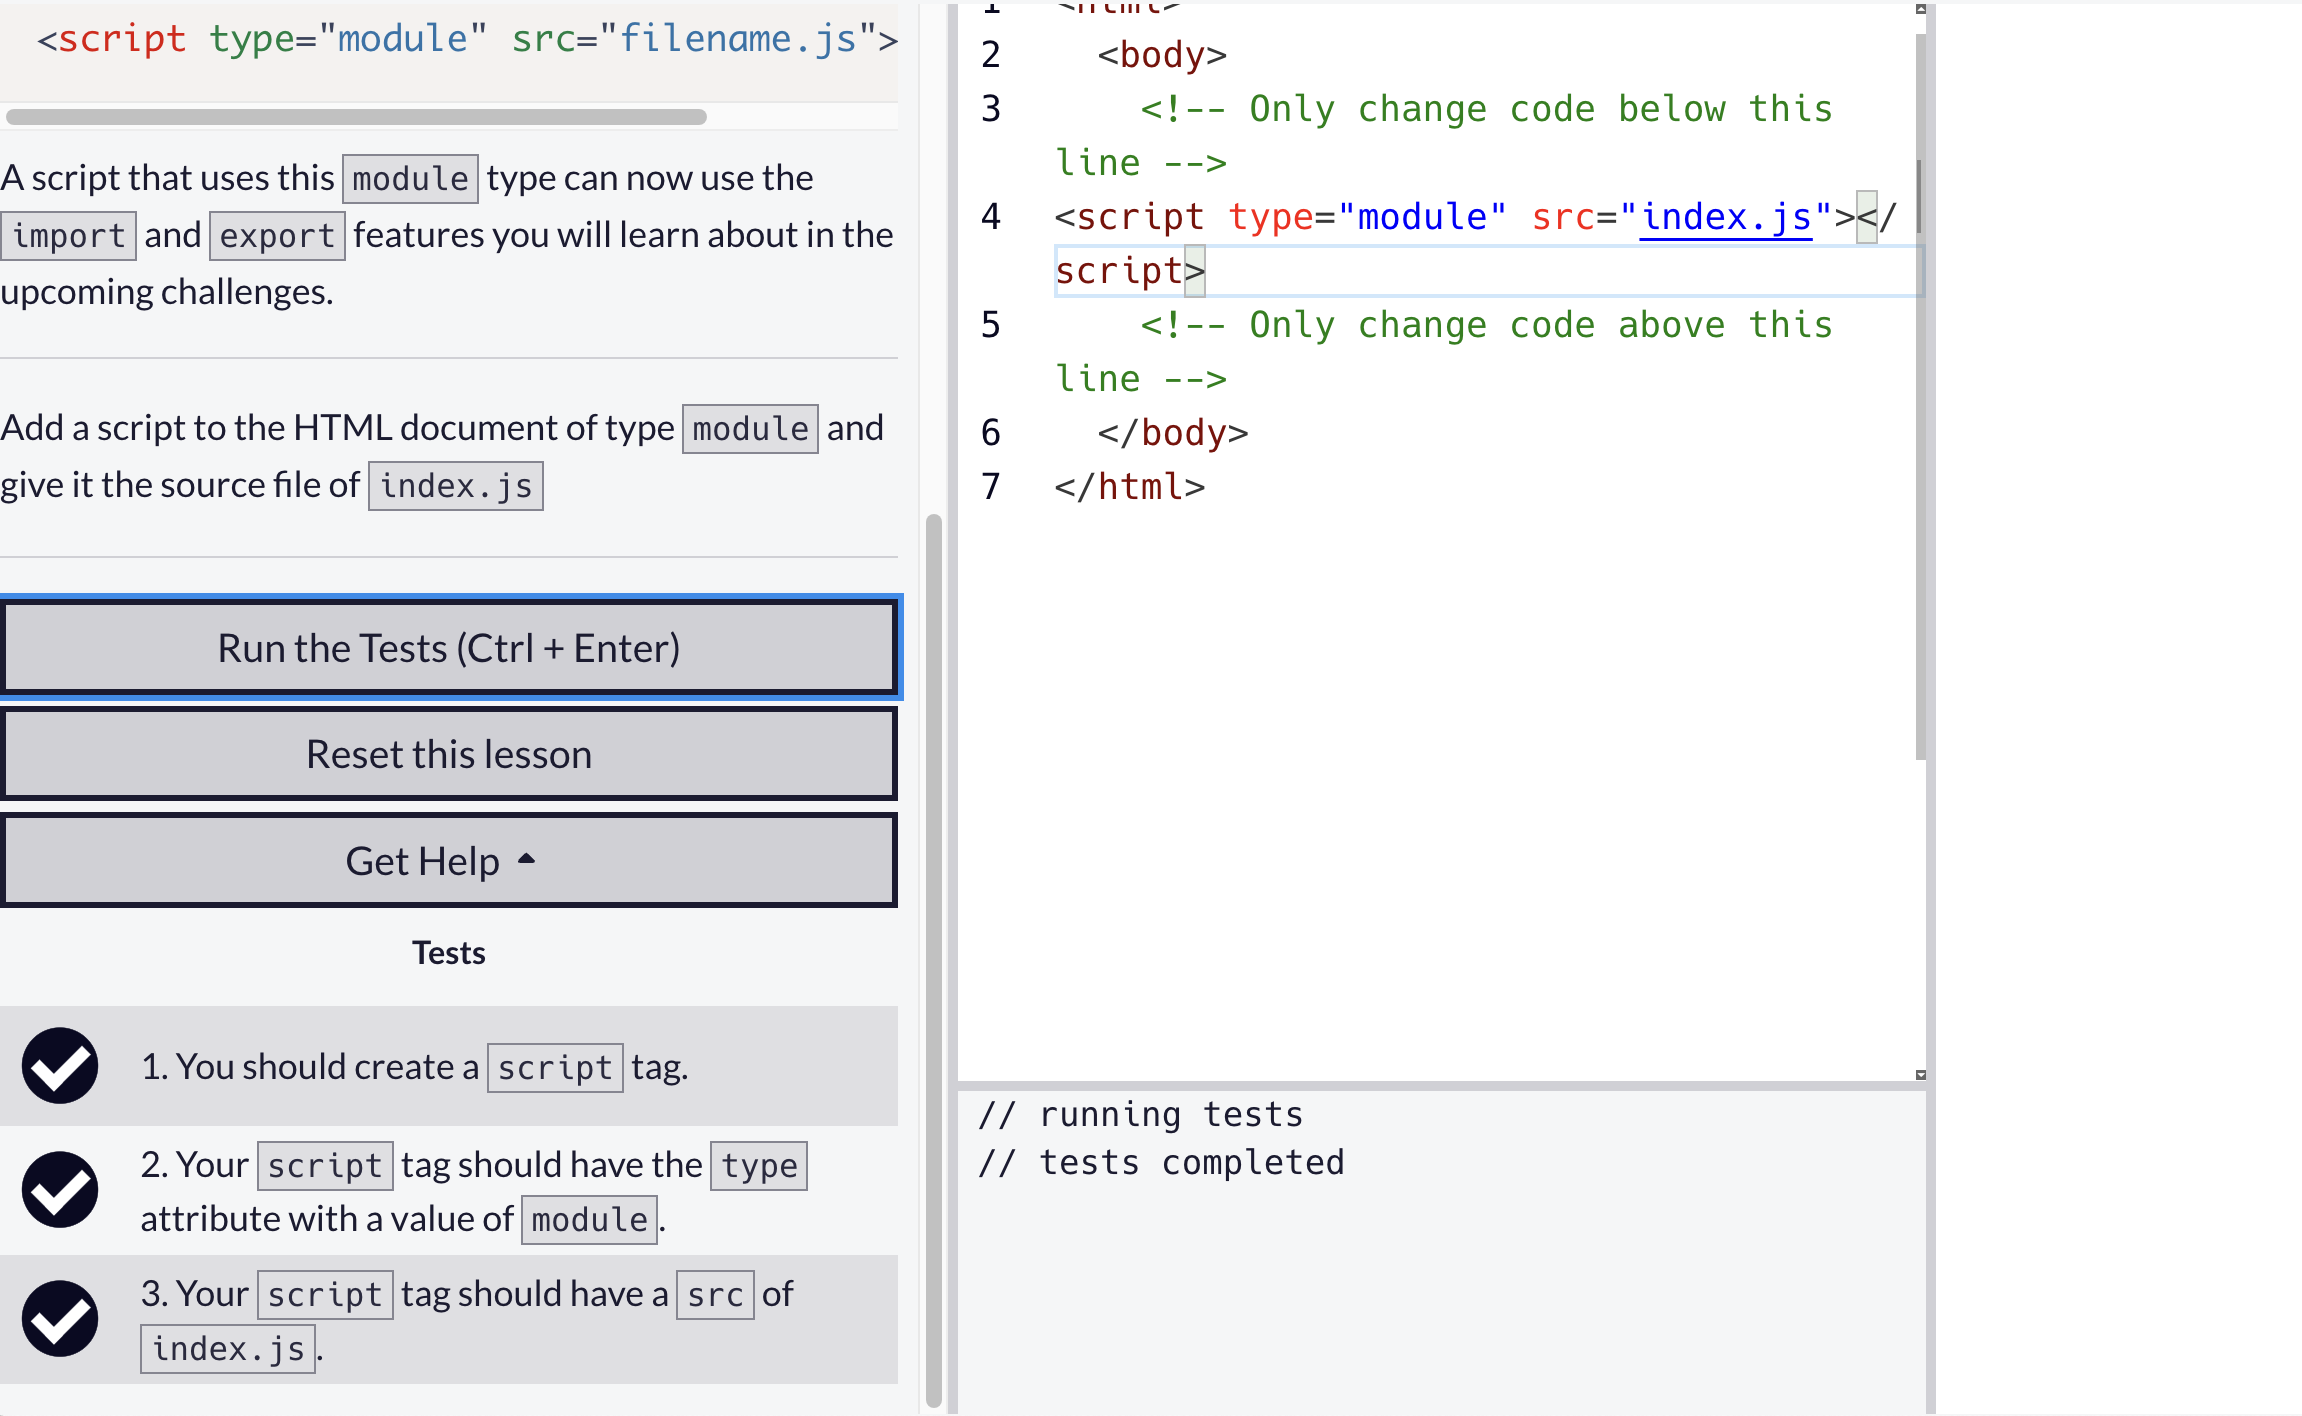 <script type="module" src="filename.js">
A script that uses this module type can now use the
import and export features you will learn about in the
upcoming challenges.
Add a script to the HTML document of type module and
give it the source file of index.js
Run the Tests (Ctrl + Enter)
Reset this lesson
Get Help
Tests
1. You should create a script tag.
2. Your script tag should have the type
attribute with a value of module.
3. Your script tag should have a src of
index.js.
1 <html>
2 <body>
3 <!-- Only change code below this
line -->
4 <script type="module" src="index.js"></
script>
5 <!-- Only change code above this
line -->
6 </body>
7 </html>
// running tests
// tests completed